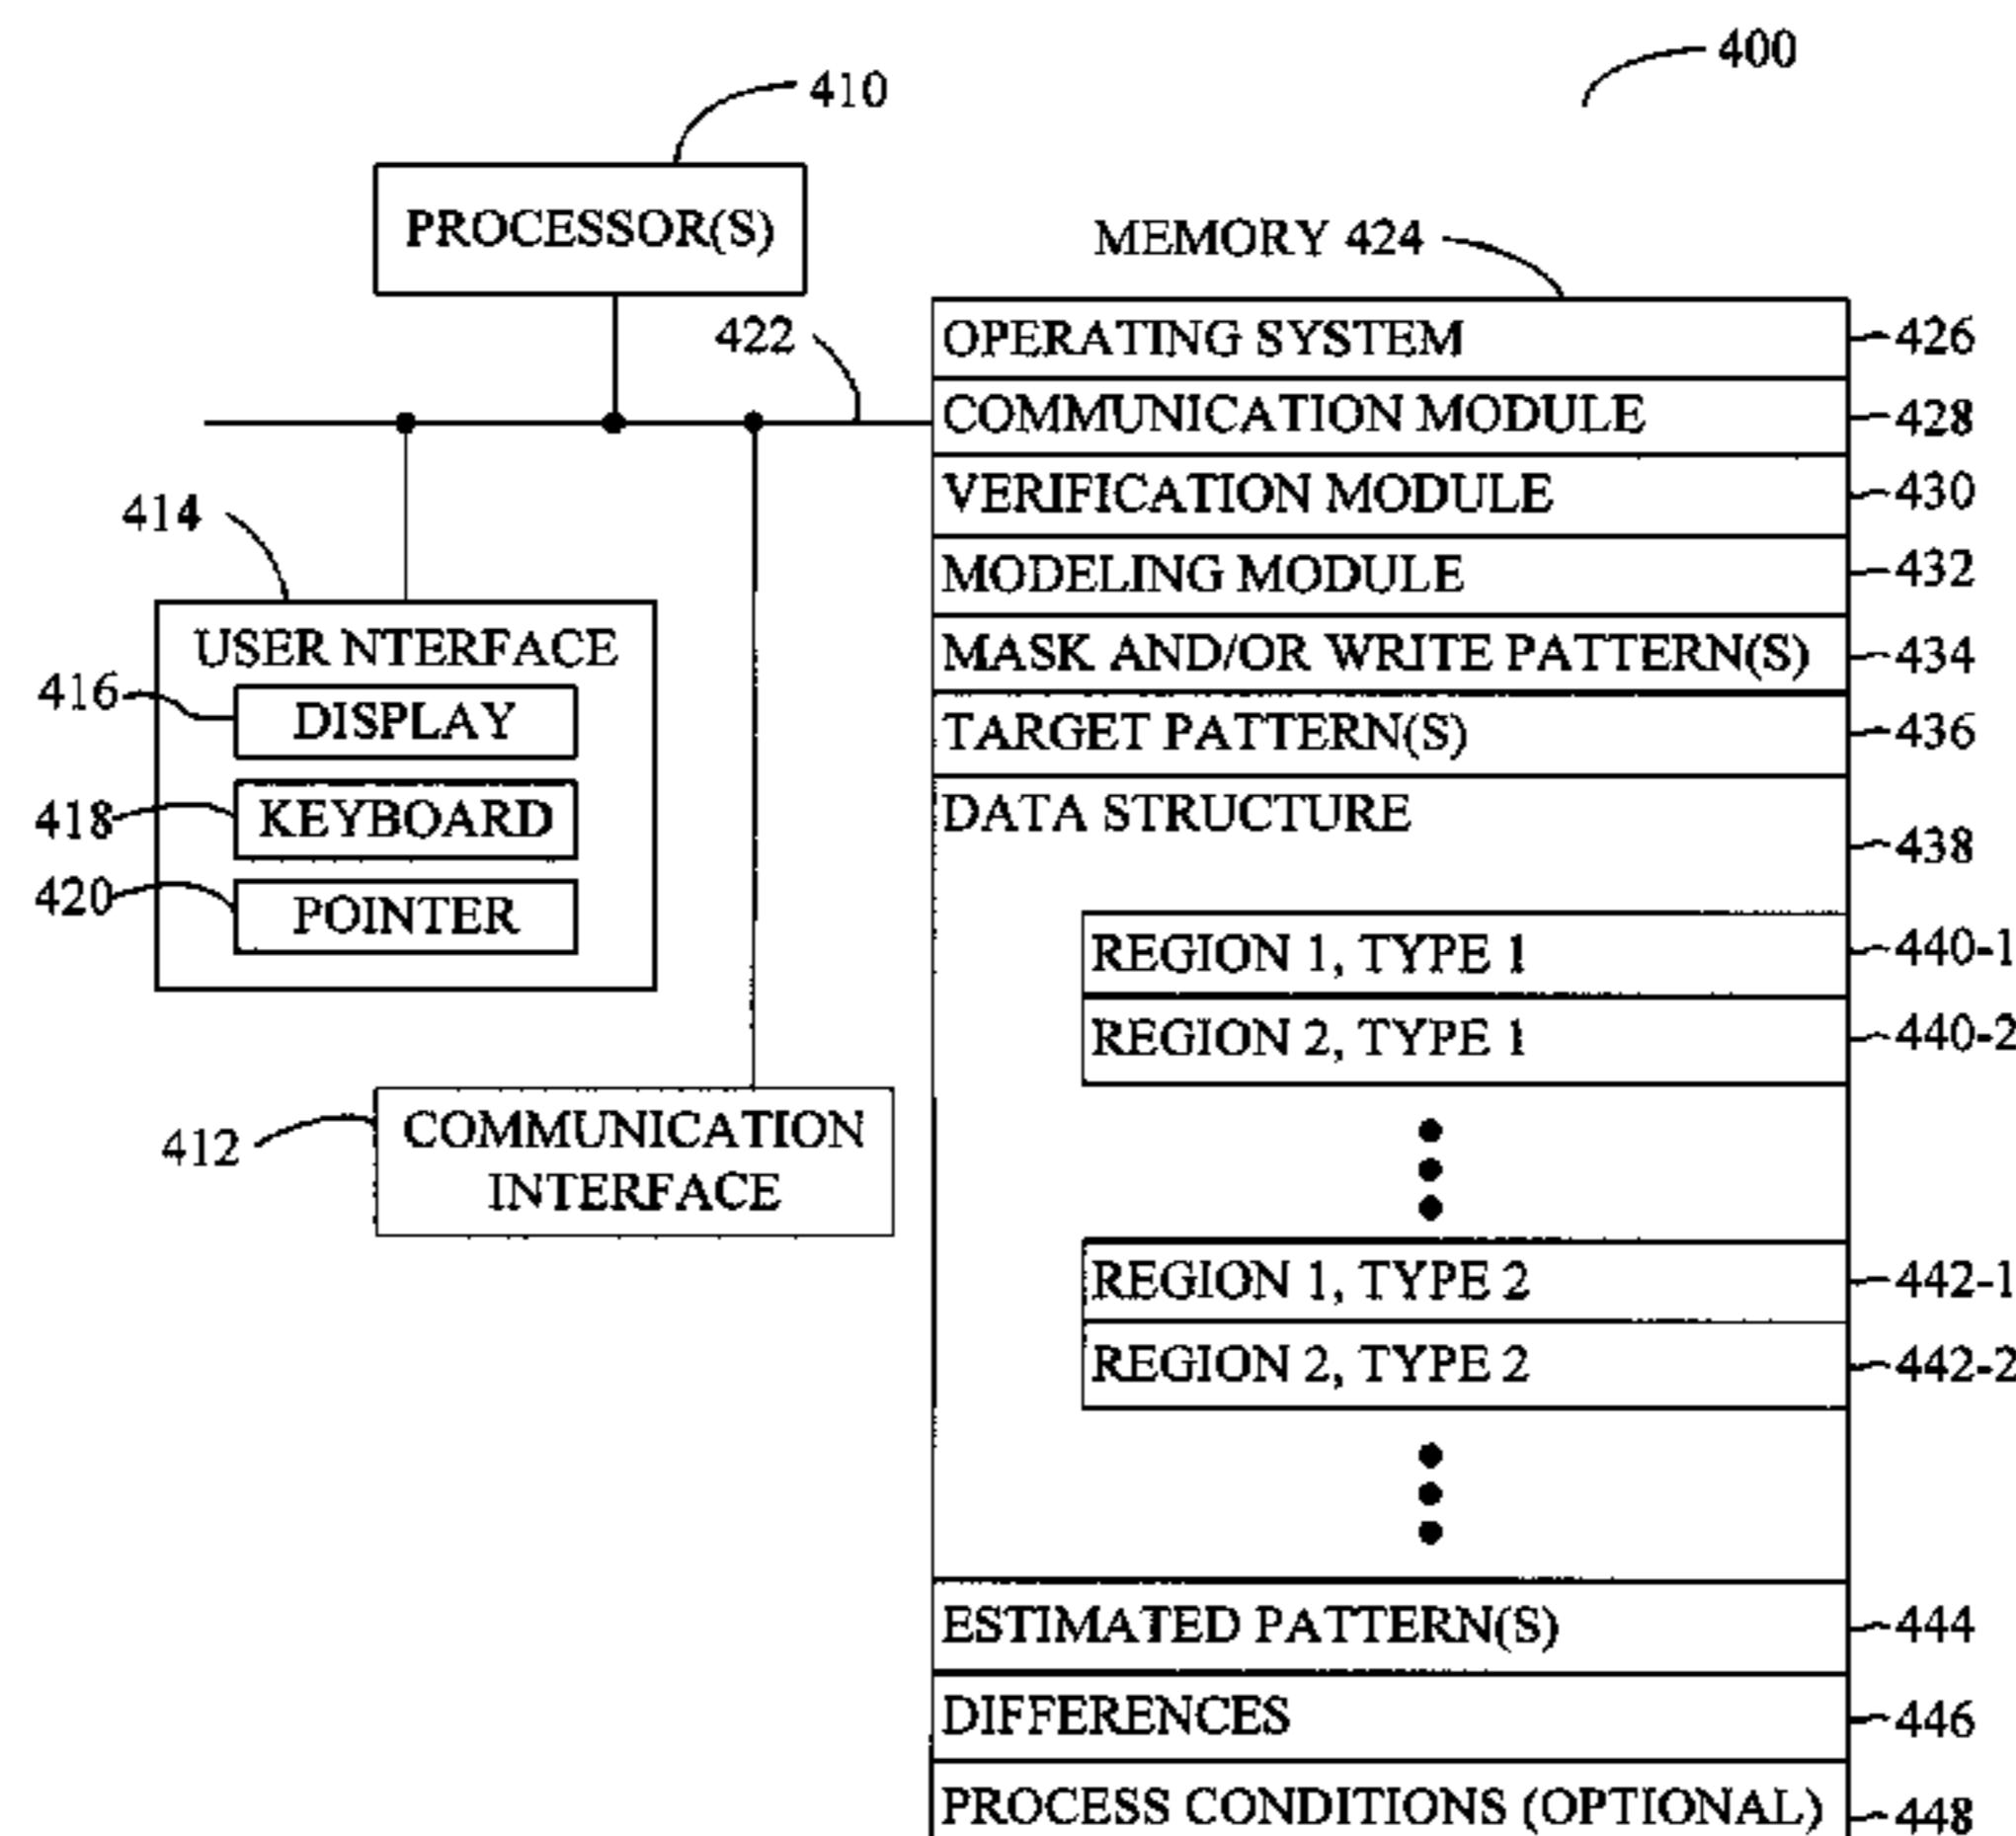 400
410
PROCESSOR(S)
MEMORY 424
422
OPERATING SYSTEM 426
COMMUNICATION MODULE 428
VERIFICATION MODULE 430
MODELING MODULE 432
MASK AND/OR WRITE PATTERN(S) 434
TARGET PATTERN(S) 436
DATA STRUCTURE
438
REGION 1, TYPE 1 440-1
REGION 2, TYPE 1 440-2
REGION 1, TYPE 2 442-1
REGION 2, TYPE 2 442-2
ESTIMATED PATTERN(S) 444
DIFFERENCES 446
PROCESS CONDITIONS (OPTIONAL) 448
414
USER NTERFACE
416 DISPLAY
418 KEYBOARD
420 POINTER
412
COMMUNICATION
INTERFACE